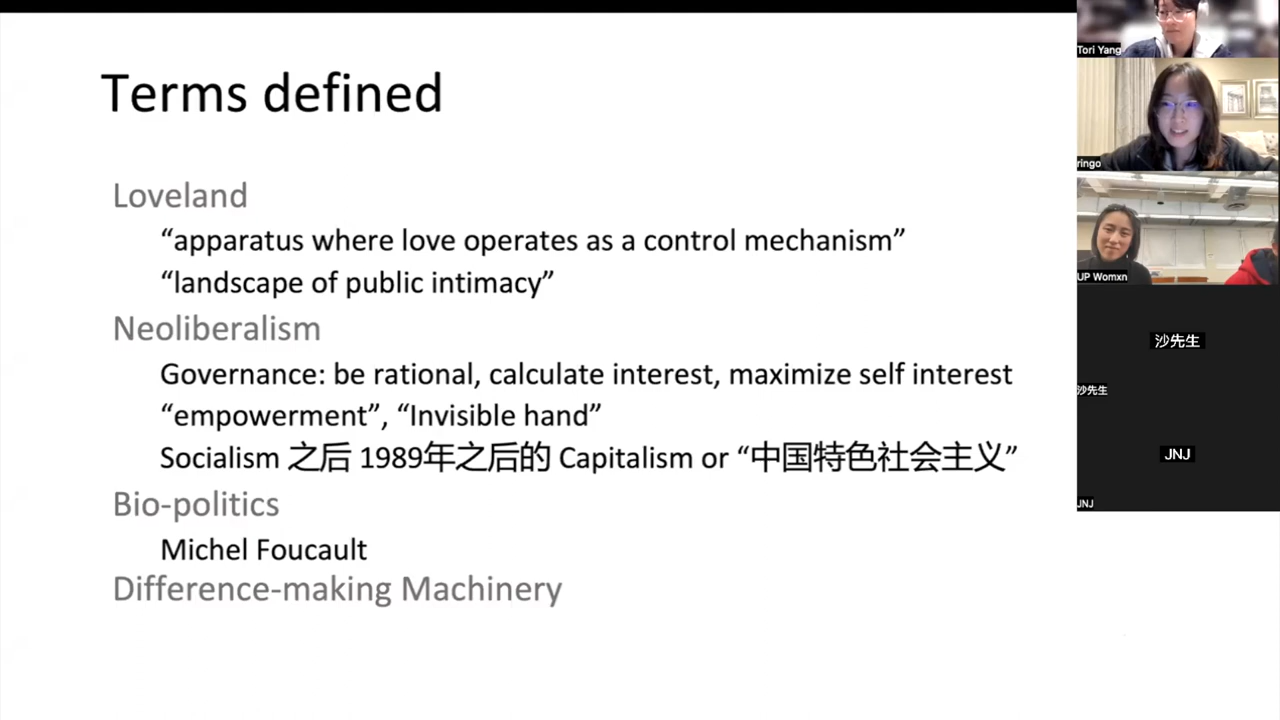 Terms defined
Loveland
“apparatus where love operates as a control mechanism”
“landscape of public intimacy”
Neoliberalism
Governance: be rational, calculate interest, maximize self interest
“empowerment”, “Invisible hand”
Socialism 之后 1989年之后的 Capitalism or “中国特色社会主义”
Bio-politics
Michel Foucault
Difference-making Machinery
Tori Yang
ringo
UP Womxn
沙先生
沙先生
JNJ
JNJ